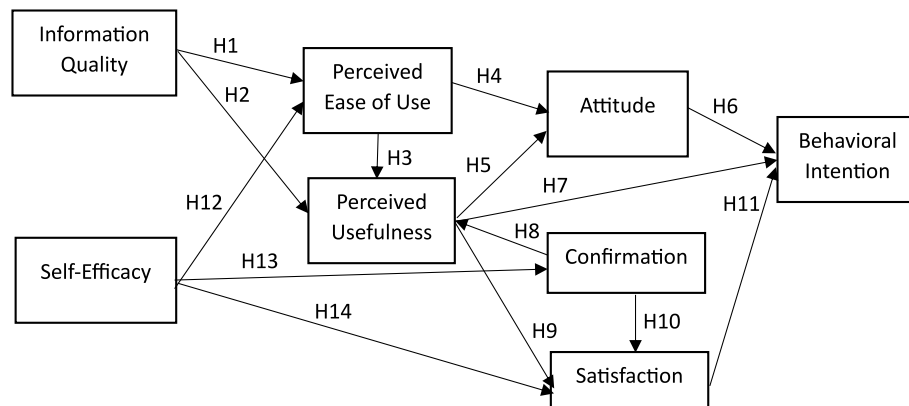 Information
Quality
H1
H2
Perceived
Ease of Use
H4
Attitude
H6
Behavioral
Intention
H3
H5
H7
H12
Perceived
Usefulness
H11
H8
Self-Efficacy
H13
Confirmation
H14
H9
H10
Satisfaction